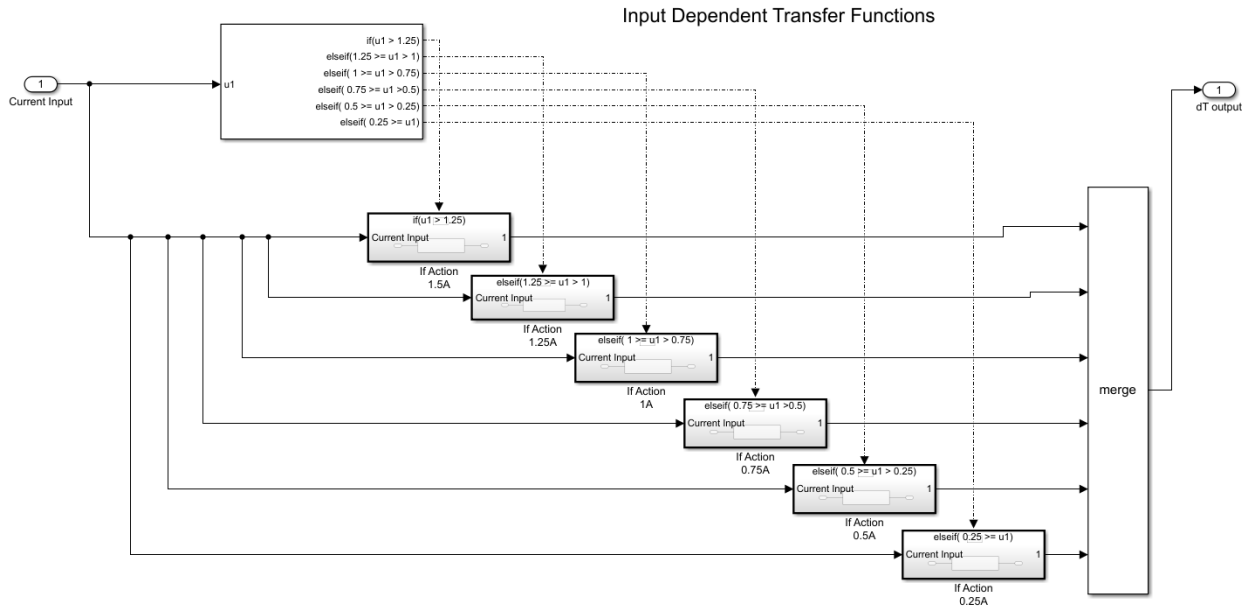 Input Dependent Transfer Functions
if(u1 > 1.25)
elseif(1.25 >= u1 > 1)
elseif( 1 >= u1 > 0.75)
elseif( 0.75 >= u1 >0.5)
elseif( 0.5 >= u1 > 0.25)
elseif( 0.25 >= u1)
u1
1
Current Input
1
dT output
if(u1 > 1.25)
Current Input
1
If Action
1.5A
elseif(1.25 >= u1 > 1)
Current Input
1
If Action
1.25A
elseif( 1 >= u1 > 0.75)
Current Input
1
If Action
1A
elseif( 0.75 >= u1 >0.5)
Current Input
1
If Action
0.75A
elseif( 0.5 >= u1 > 0.25)
Current Input
1
If Action
0.5A
elseif( 0.25 >= u1)
Current Input
1
If Action
0.25A
merge